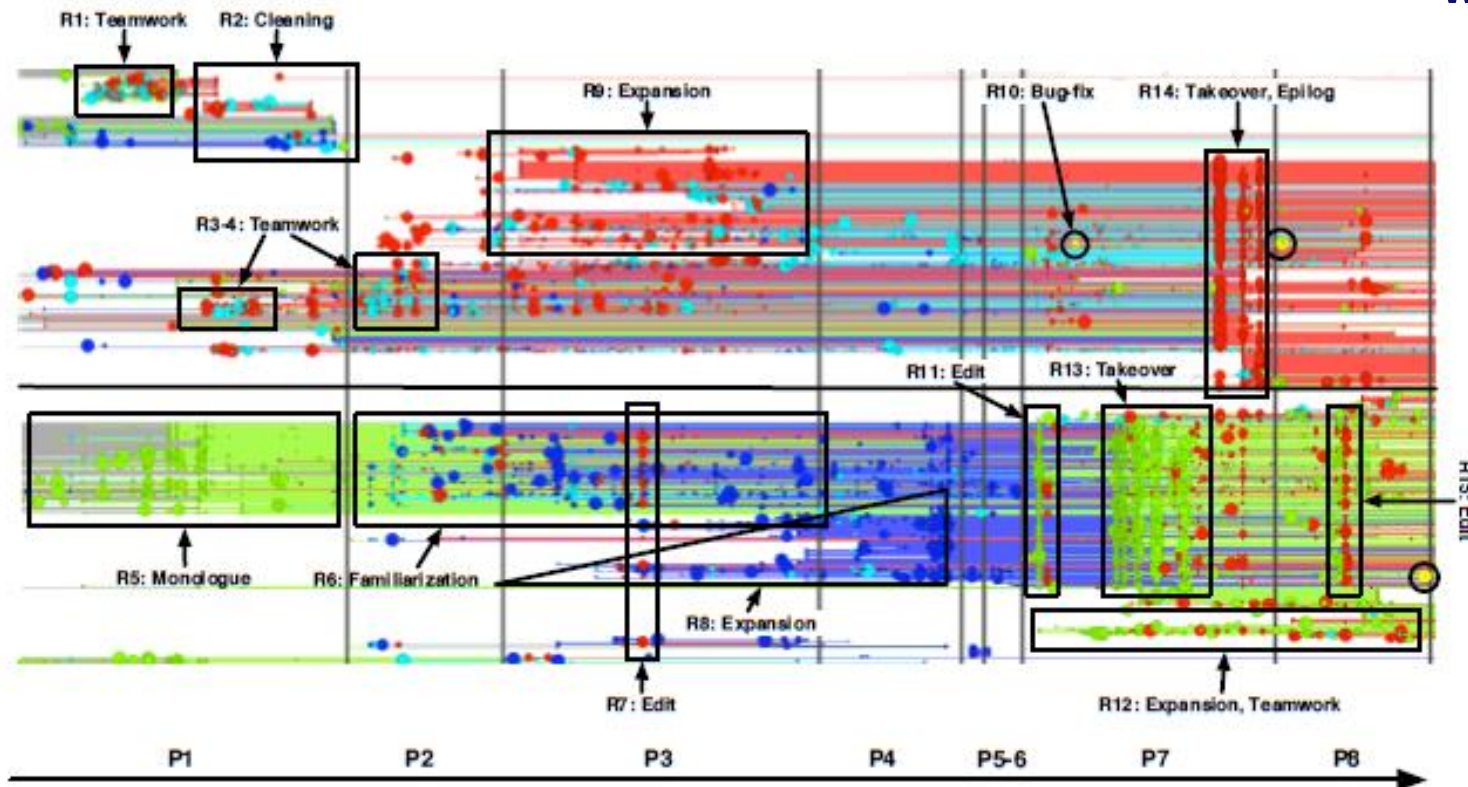 R1: Teamwork
R2: Cleaning
R9: Expansion
R10: Bug-fix
R14: Takeover, Epilog
R3-4: Teamwork
R11: Edit
R13: Takeover
R5: Monologue
R6: Familiarization
R8: Expansion
R7: Edit
R12: Expansion, Teamwork
P1
P2
P3
P4
P5-6
P7
P8